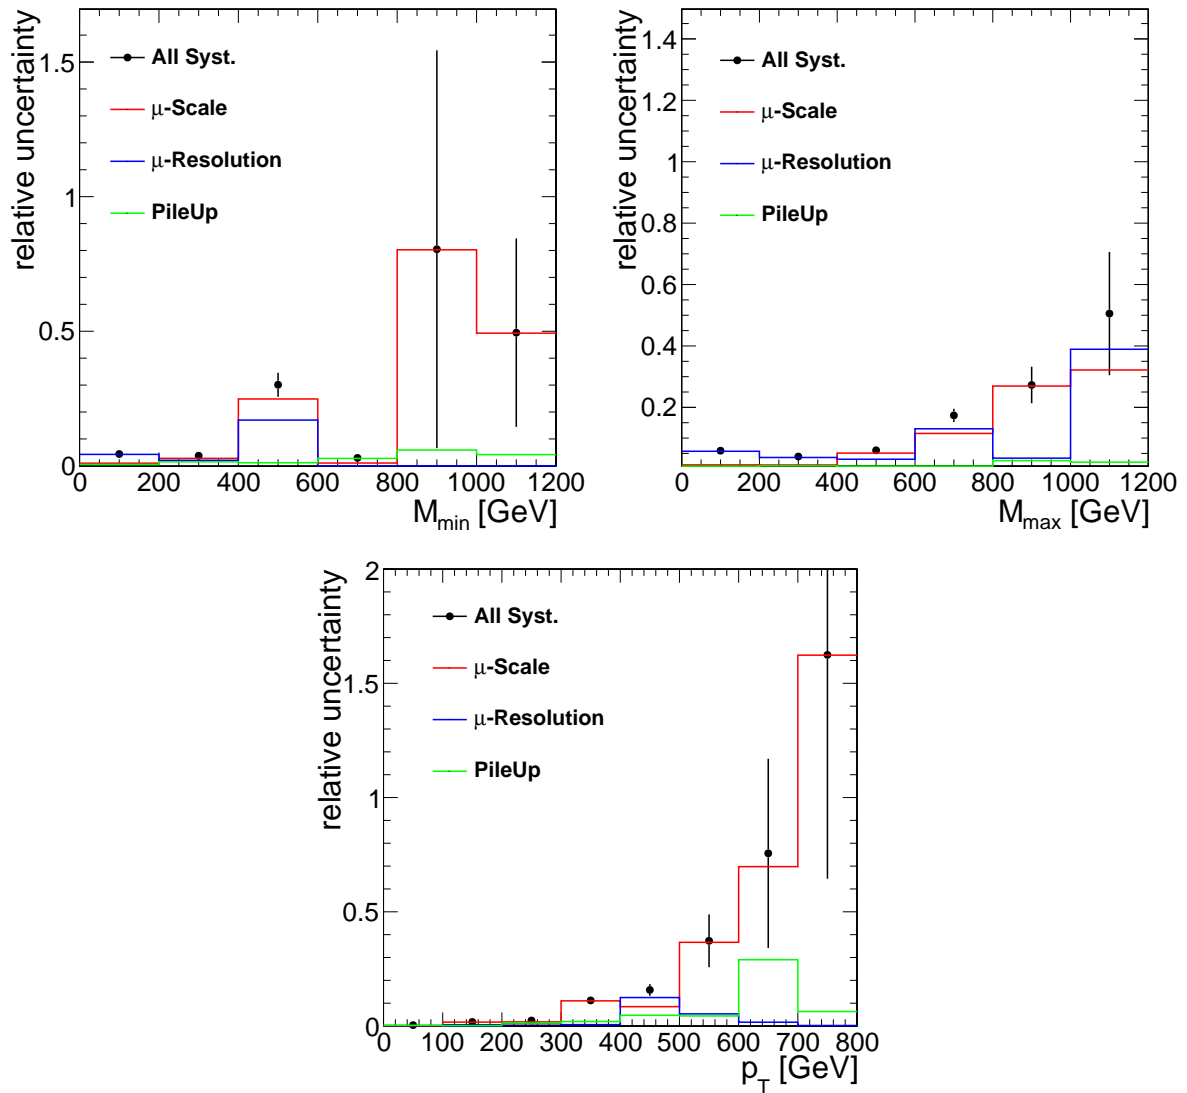 relative uncertainty
1.5
1
0.5
0
All Syst.
μ-Scale
μ-Resolution
PileUp
0 200 400 600 800 1000 1200
M_min [GeV]
relative uncertainty
1.4
1.2
1
0.8
0.6
0.4
0.2
All Syst.
μ-Scale
μ-Resolution
PileUp
0 200 400 600 800 1000 1200
M_max [GeV]
relative uncertainty
2
1.5
1
0.5
0
All Syst.
μ-Scale
μ-Resolution
PileUp
0 100 200 300 400 500 600 700 800
p_T [GeV]